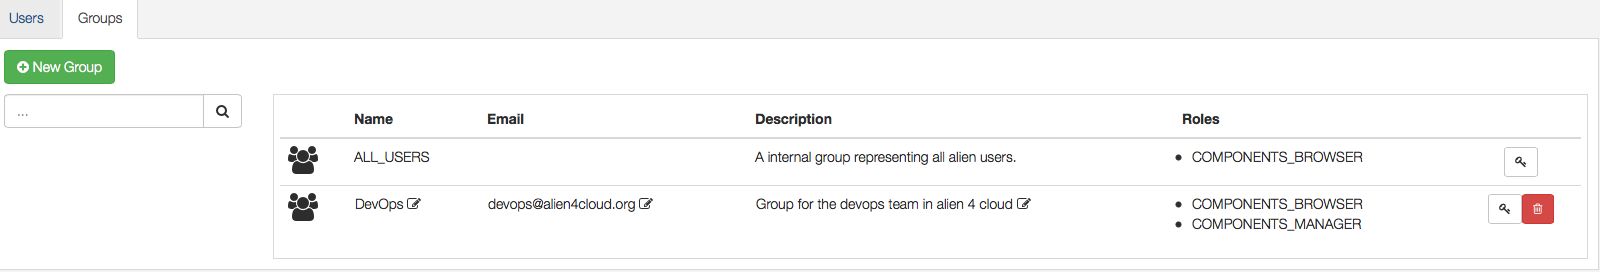 Users Groups
New Group
...
Name Email Description Roles
ALL_USERS A internal group representing all alien users. COMPONENTS_BROWSER
DevOps devops@alien4cloud.org Group for the devops team in alien 4 cloud COMPONENTS_BROWSER
COMPONENTS_MANAGER